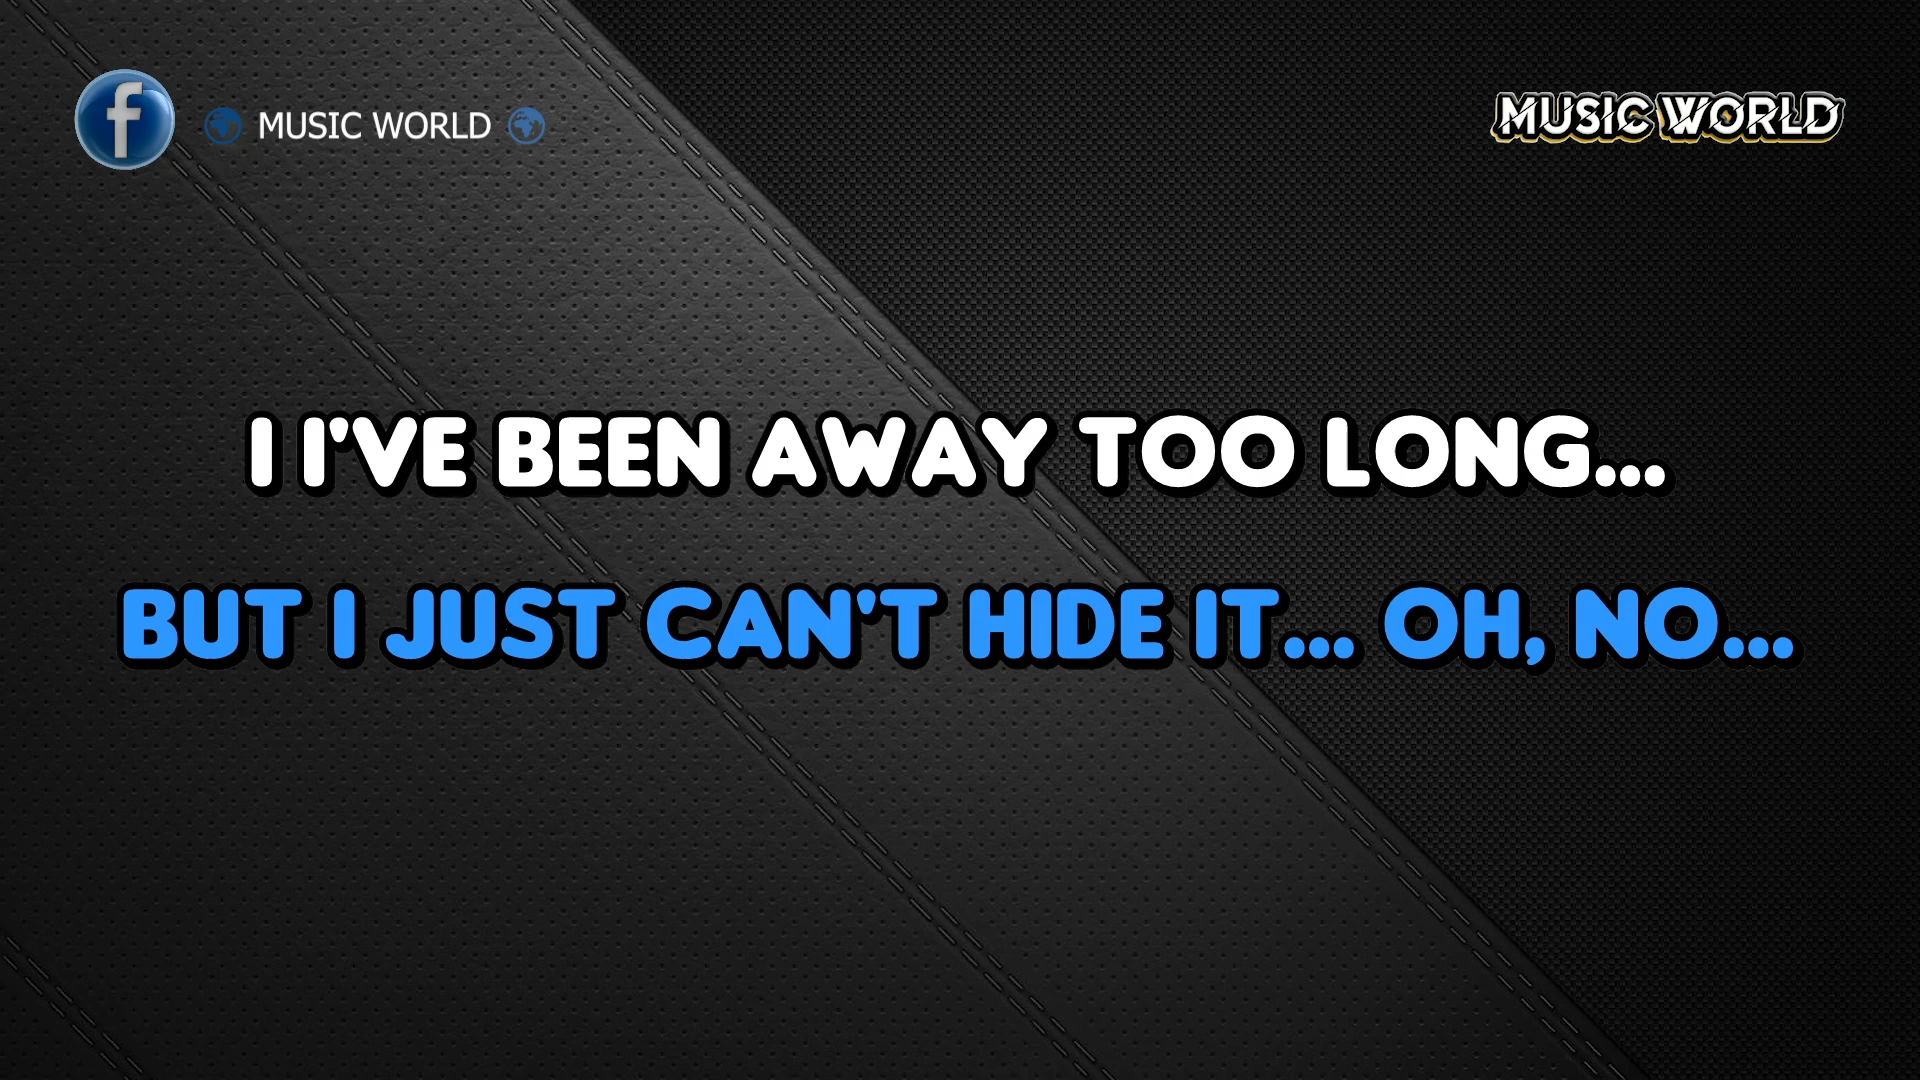 f MUSIC WORLD
MUSIC WORLD
I I'VE BEEN AWAY TOO LONG...
BUT I JUST CAN'T HIDE IT... OH, NO...